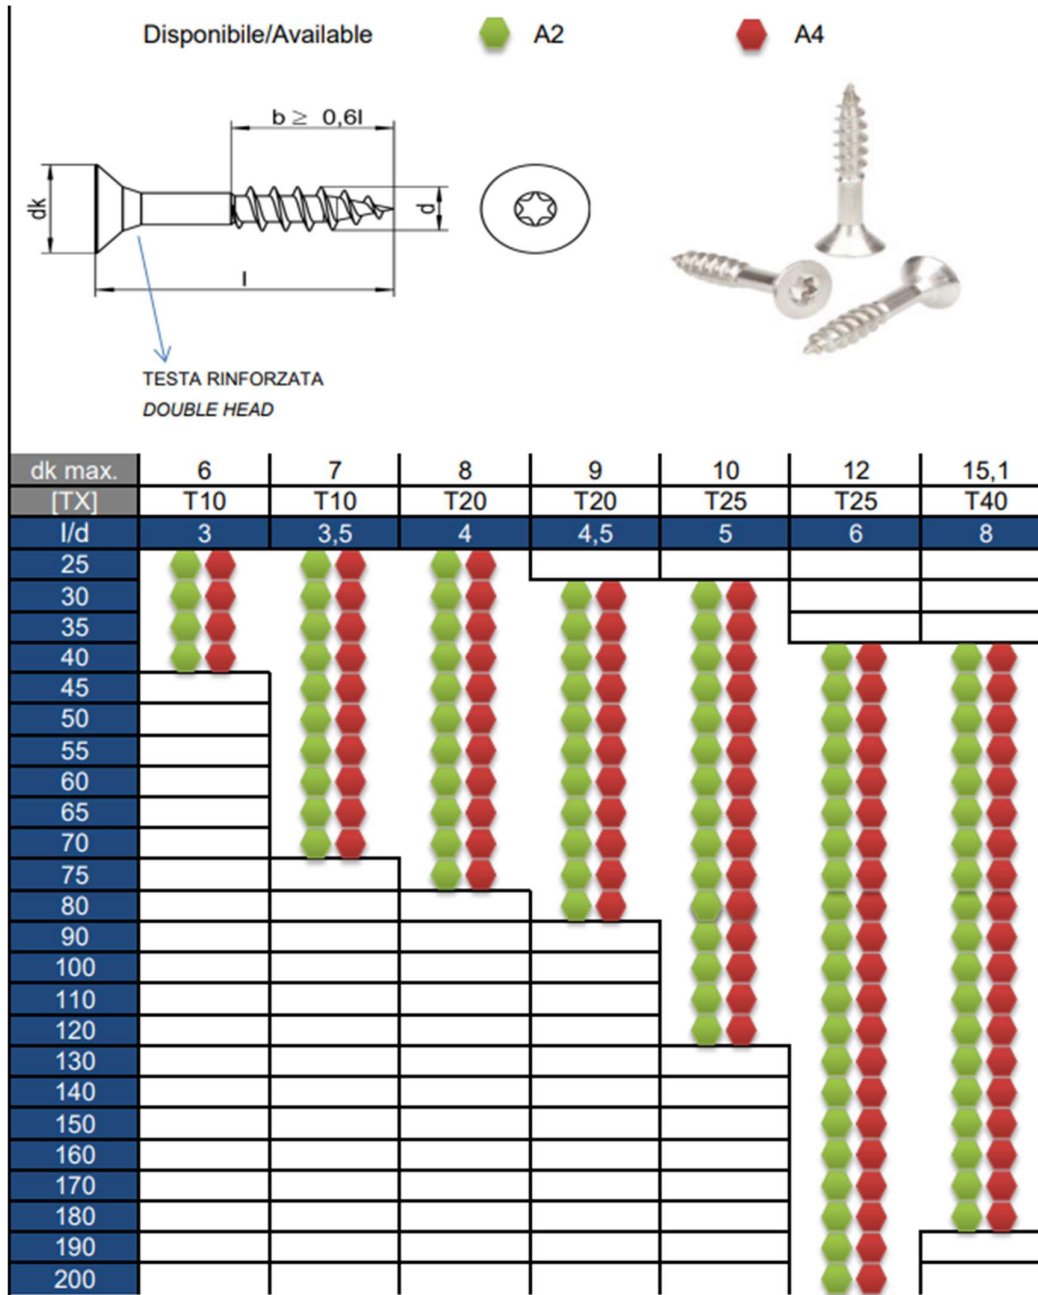 Disponibile/Available A2 A4
b ≥ 0,6l
dk
d
l
TESTA RINFORZATA
DOUBLE HEAD
dk max. 6 7 8 9 10 12 15,1
[TX] T10 T10 T20 T20 T25 T25 T40
l/d 3 3,5 4 4,5 5 6 8
25
30
35
40
45
50
55
60
65
70
75
80
90
100
110
120
130
140
150
160
170
180
190
200